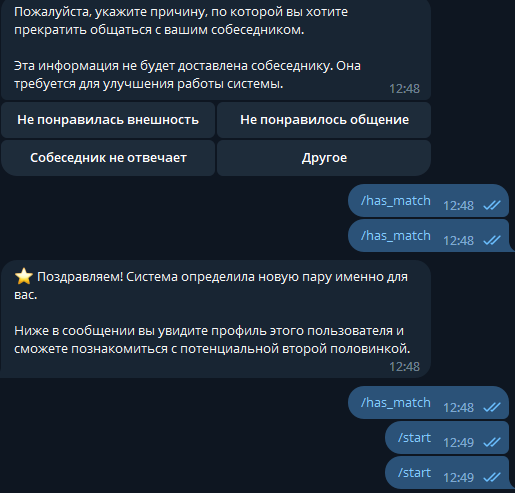 Пожалуйста, укажите причину, по которой вы хотите
прекратить общаться с вашим собеседником.
Эта информация не будет доставлена собеседнику. Она
требуется для улучшения работы системы.
12:48
Не понравилась внешность
Не понравилось общение
Собеседник не отвечает
Другое
/has_match 12:48
/has_match 12:48
⭐ Поздравляем! Система определила новую пару именно для
вас.
Ниже в сообщении вы увидите профиль этого пользователя и
сможете познакомиться с потенциальной второй половинкой.
12:48
/has_match 12:48
/start 12:49
/start 12:49